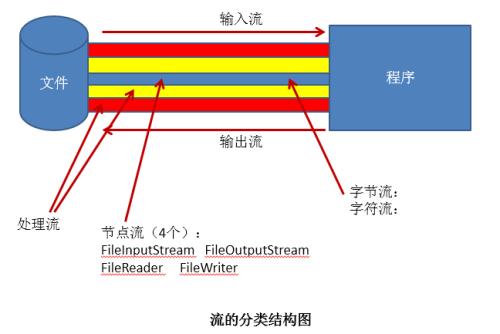 输入流
文件
程序
输出流
字节流：
字符流：
处理流
节点流（4个）：
FileInputStream FileOutputStream
FileReader FileWriter
流的分类结构图